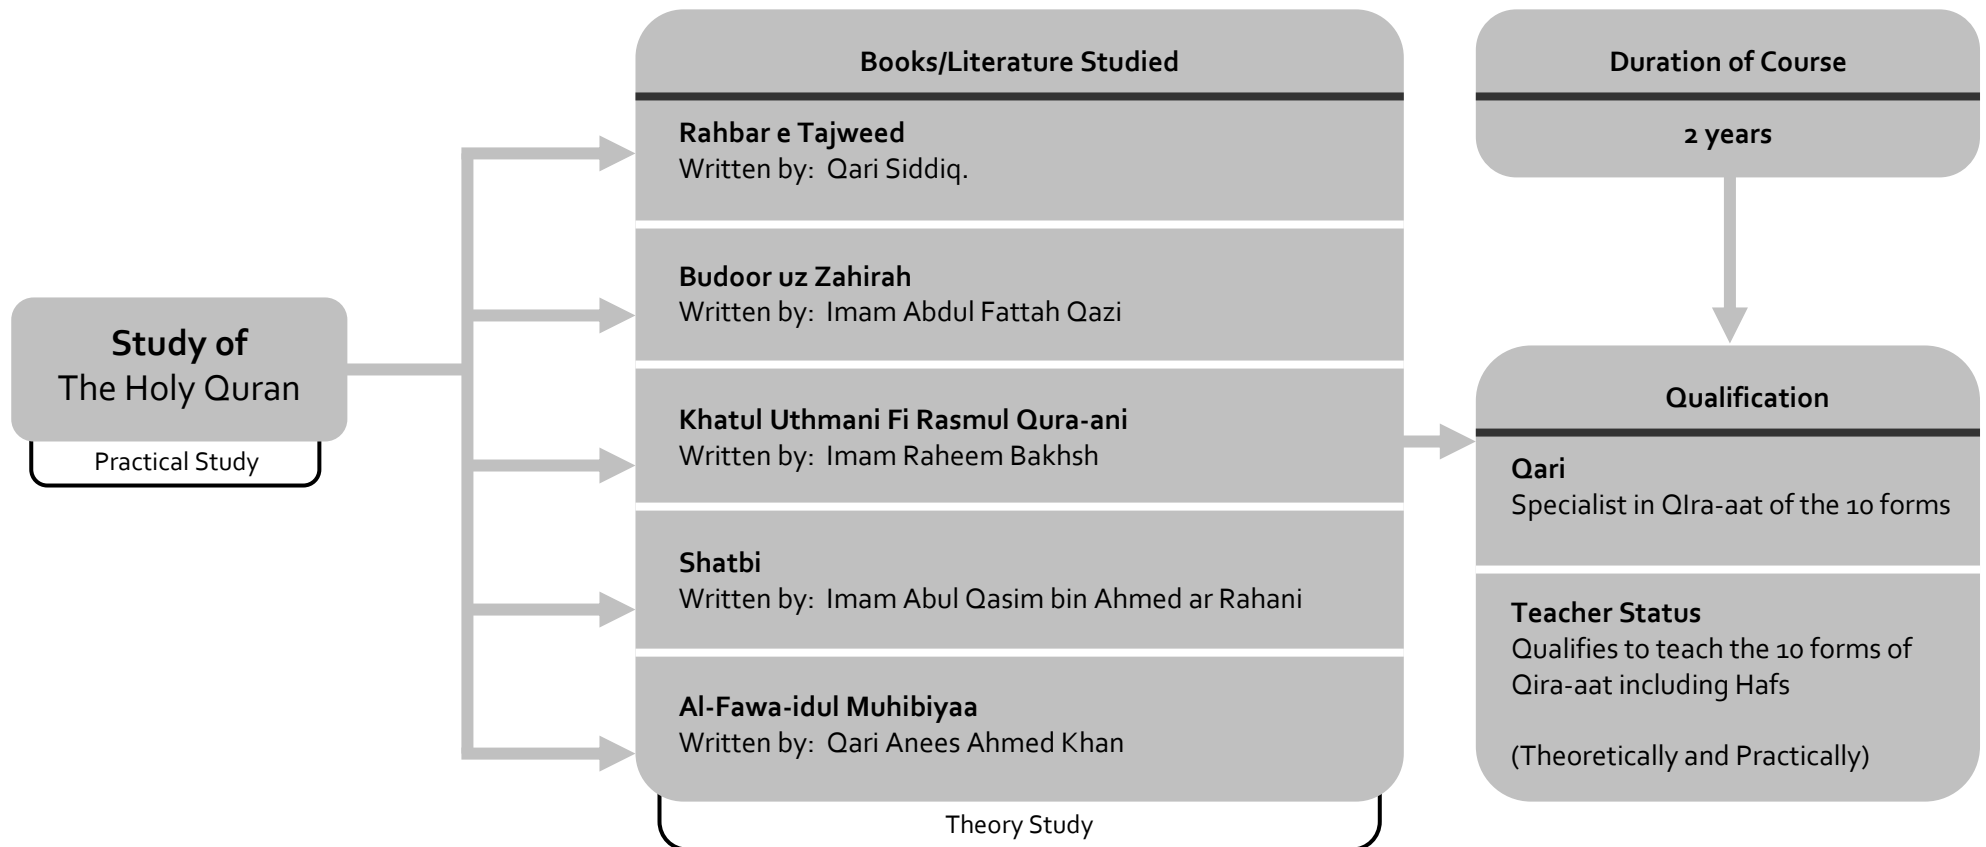 Study of
The Holy Quran
Practical Study
Books/Literature Studied
Rahbar e Tajweed
Written by: Qari Siddiq.
Budoor uz Zahirah
Written by: Imam Abdul Fattah Qazi
Khatul Uthmani Fi Rasmul Qura-ani
Written by: Imam Raheem Bakhsh
Shatbi
Written by: Imam Abul Qasim bin Ahmed ar Rahani
Al-Fawa-idul Muhibiyaa
Written by: Qari Anees Ahmed Khan
Theory Study
Duration of Course
2 years
Qualification
Qari
Specialist in QIra-aat of the 10 forms
Teacher Status
Qualifies to teach the 10 forms of
Qira-aat including Hafs
(Theoretically and Practically)